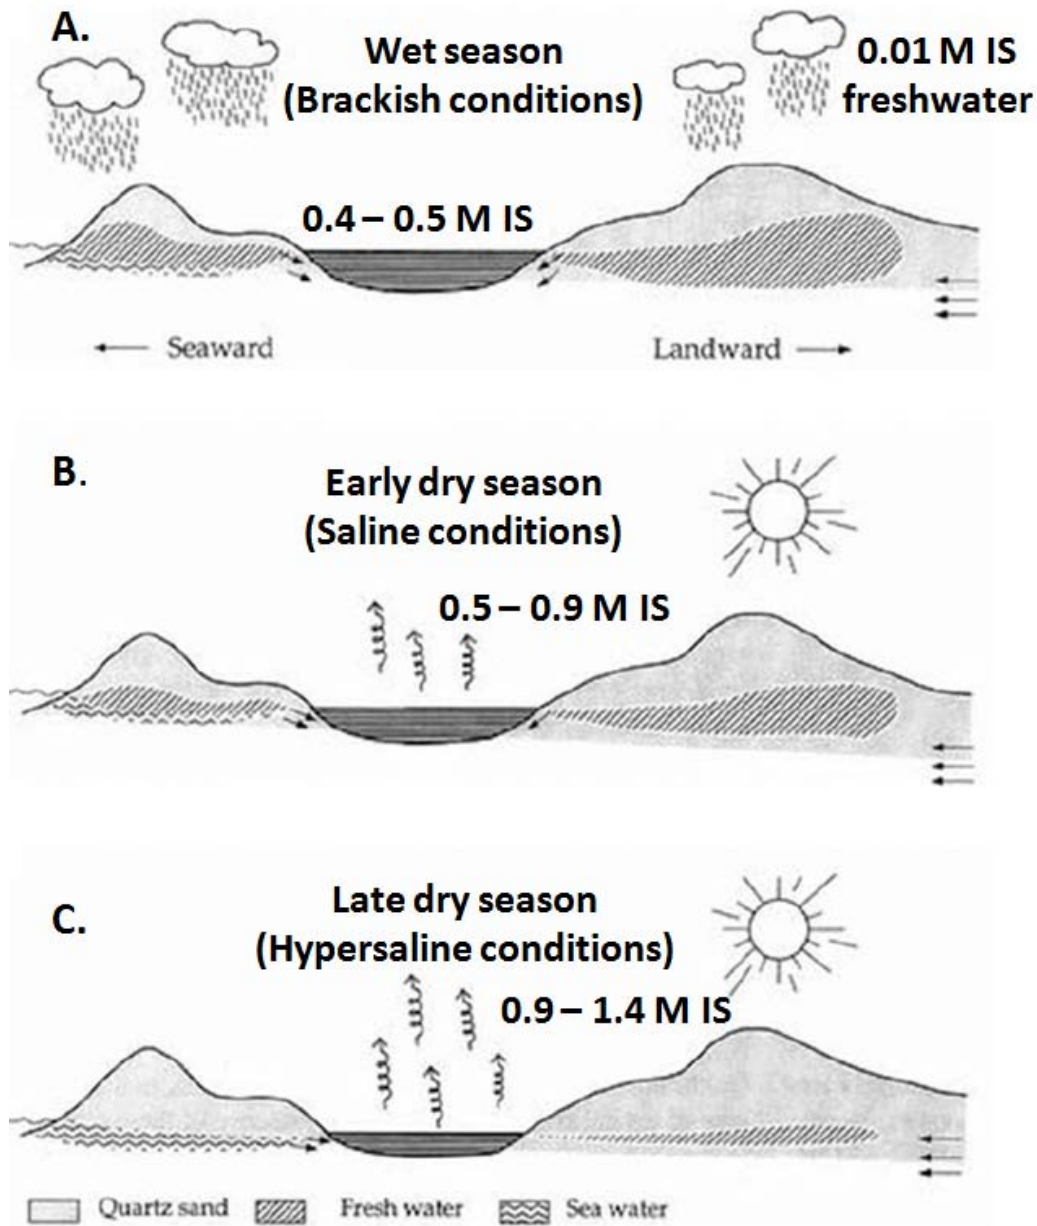 A.
Wet season
(Brackish conditions)
0.01 M IS
freshwater
0.4 – 0.5 M IS
Seaward
Landward
B.
Early dry season
(Saline conditions)
0.5 – 0.9 M IS
C.
Late dry season
(Hypersaline conditions)
0.9 – 1.4 M IS
Quartz sand
Fresh water
Sea water